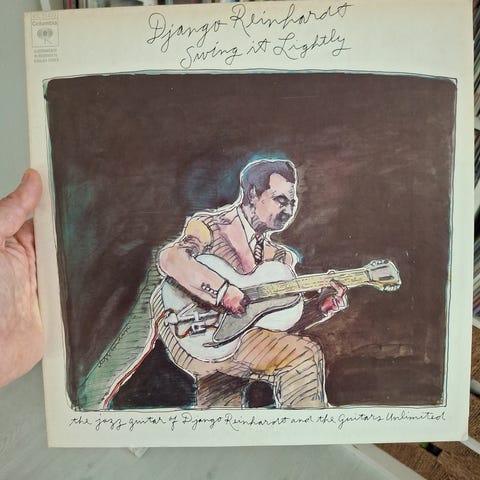 Columbia
Django Reinhardt
Swing it Lightly
the jazz guitar of Django Reinhardt and the Guitars Unlimited